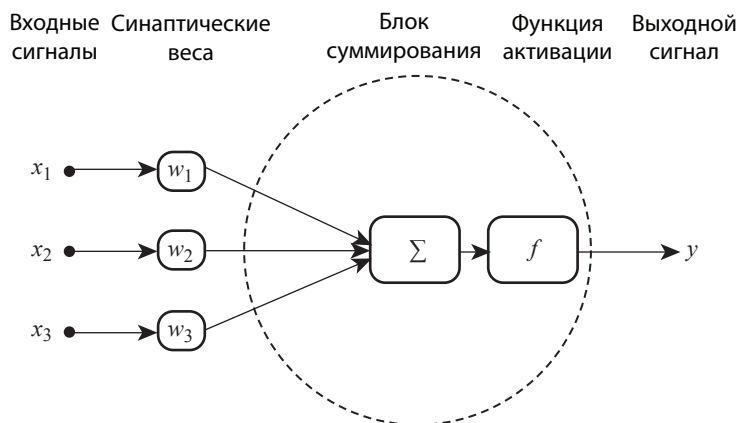 Входные сигналы
Синаптические веса
Блок суммирования
Функция активации
Выходной сигнал
x₁
w₁
x₂
w₂
Σ
f
y
x₃
w₃